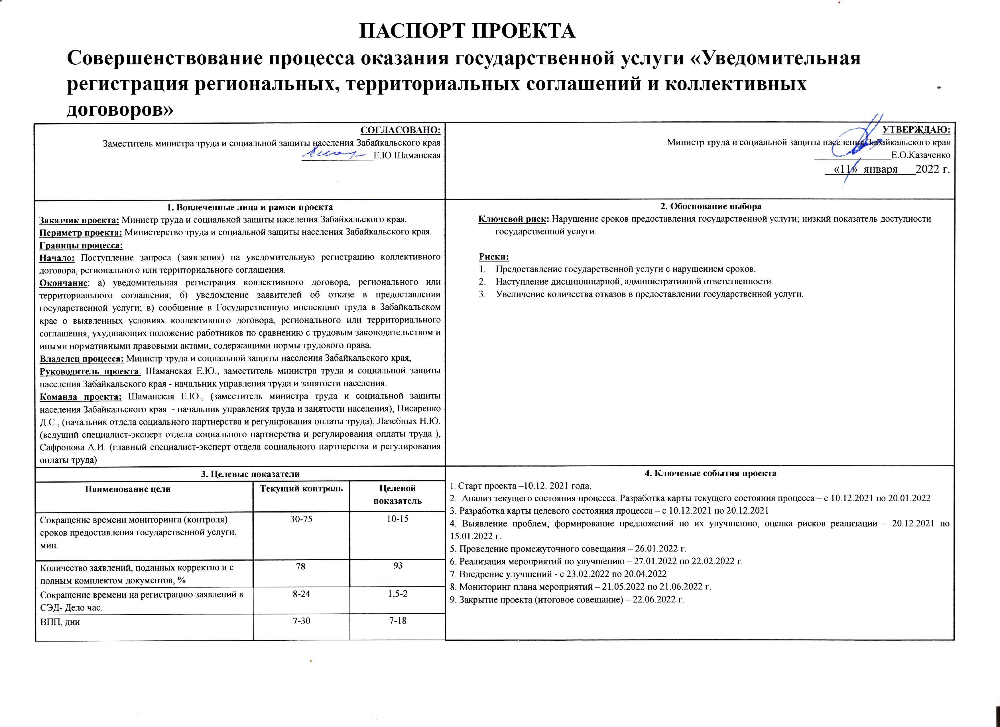 ПАСПОРТ ПРОЕКТА
Совершенствование процесса оказания государственной услуги «Уведомительная
регистрация региональных, территориальных соглашений и коллективных
договоров»
СОГЛАСОВАНО:
Заместитель министра труда и социальной защиты населения Забайкальского края
_______________Е.Ю.Шаманская
УТВЕРЖДАЮ:
Министр труда и социальной защиты населения Забайкальского края
________________Е.О.Казаченко
«11» января 2022 г.
1. Вовлеченные лица и рамки проекта
Заказчик проекта: Министр труда и социальной защиты населения Забайкальского края.
Периметр проекта: Министерство труда и социальной защиты населения Забайкальского края.
Границы процесса:
Начало: Поступление запроса (заявления) на уведомительную регистрацию коллективного
договора, регионального или территориального соглашения.
Окончание: а) уведомительная регистрация коллективного договора, регионального или
территориального соглашения; б) уведомление заявителей об отказе в предоставлении
государственной услуги; в) сообщение в Государственную инспекцию труда в Забайкальском
крае о выявленных условиях коллективного договора, регионального или территориального
соглашения, ухудшающих положение работников по сравнению с трудовым законодательством и
иными нормативными правовыми актами, содержащими нормы трудового права.
Владелец процесса: Министр труда и социальной защиты населения Забайкальского края,
Руководитель проекта: Шаманская Е.Ю., заместитель министра труда и социальной защиты
населения Забайкальского края - начальник управления труда и занятости населения.
Команда проекта: Шаманская Е.Ю., (заместитель министра труда и социальной защиты
населения Забайкальского края - начальник управления труда и занятости населения), Писаренко
Д.С., (начальник отдела социального партнерства и регулирования оплаты труда), Лазебных Н.Ю.
(ведущий специалист-эксперт отдела социального партнерства и регулирования оплаты труда ),
Сафронова А.И. (главный специалист-эксперт отдела социального партнерства и регулирования
оплаты труда)
2. Обоснование выбора
Ключевой риск: Нарушение сроков предоставления государственной услуги; низкий показатель доступности
государственной услуги.
Риски:
1. Предоставление государственной услуги с нарушением сроков.
2. Наступление дисциплинарной, административной ответственности.
3. Увеличение количества отказов в предоставлении государственной услуги.
3. Целевые показатели
Наименование цели Текущий контроль Целевой
показатель
Сокращение времени мониторинга (контроля) 30-75 10-15
сроков предоставления государственной услуги,
мин.
Количество заявлений, поданных корректно и с 78 93
полным комплектом документов, %
Сокращение времени на регистрацию заявлений в 8-24 1,5-2
СЭД- Дело час.
ВПП, дни 7-30 7-18
4. Ключевые события проекта
1. Старт проекта –10.12. 2021 года.
2. Анализ текущего состояния процесса. Разработка карты текущего состояния процесса – с 10.12.2021 по 20.01.2022
3. Разработка карты целевого состояния процесса – с 10.12.2021 по 20.12.2021
4. Выявление проблем, формирование предложений по их улучшению, оценка рисков реализации – 20.12.2021 по
15.01.2022 г.
5. Проведение промежуточного совещания – 26.01.2022 г.
6. Реализация мероприятий по улучшению – 27.01.2022 по 22.02.2022 г.
7. Внедрение улучшений - с 23.02.2022 по 20.04.2022
8. Мониторинг плана мероприятий – 21.05.2022 по 21.06.2022 г.
9. Закрытие проекта (итоговое совещание) – 22.06.2022 г.